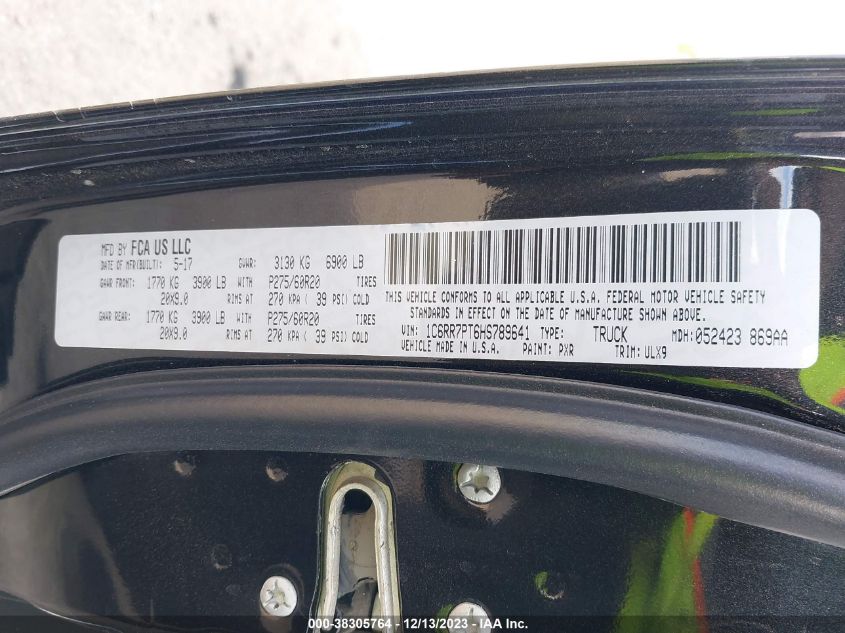 MFD BY FCA US LLC
DATE OF MFR(BUILT): 5-17 GVWR: 3130 KG 6900 LB
GAWR FRONT: 1770 KG 3900 LB WITH P275/60R20 TIRES
20X9.0 RIMS AT 270 KPA ( 39 PSI) COLD
GAWR REAR: 1770 KG 3900 LB WITH P275/60R20 TIRES
20X9.0 RIMS AT 270 KPA ( 39 PSI) COLD
THIS VEHICLE CONFORMS TO ALL APPLICABLE U.S.A. FEDERAL MOTOR VEHICLE SAFETY
STANDARDS IN EFFECT ON THE DATE OF MANUFACTURE SHOWN ABOVE.
VIN: 1C6RR7PT6HS789641 TYPE: TRUCK MDH: 052423 869AA
VEHICLE MADE IN U.S.A. PAINT: PXR TRIM: ULX9
000-38305764 - 12/13/2023 - IAA Inc.